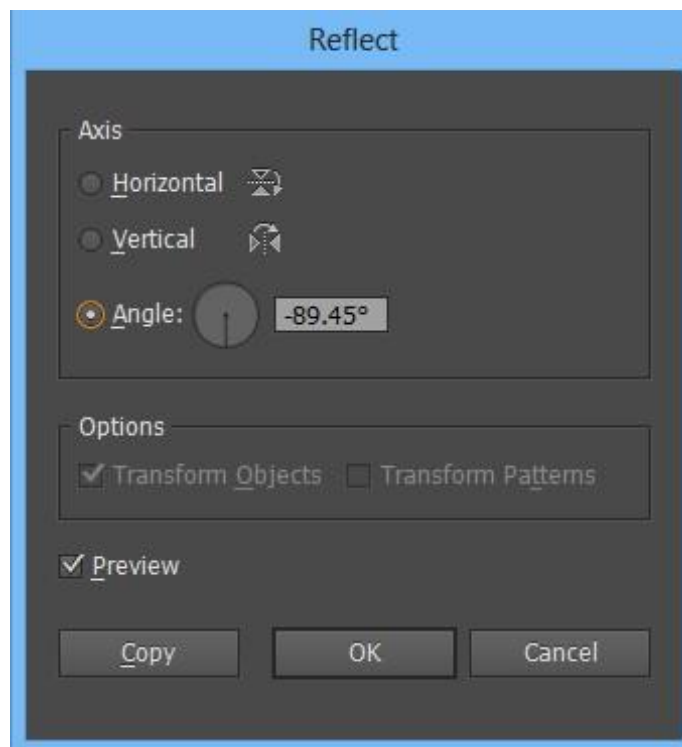 Reflect
Axis
Horizontal
Vertical
Angle: -89.45°
Options
Transform Objects Transform Patterns
Preview
Copy OK Cancel